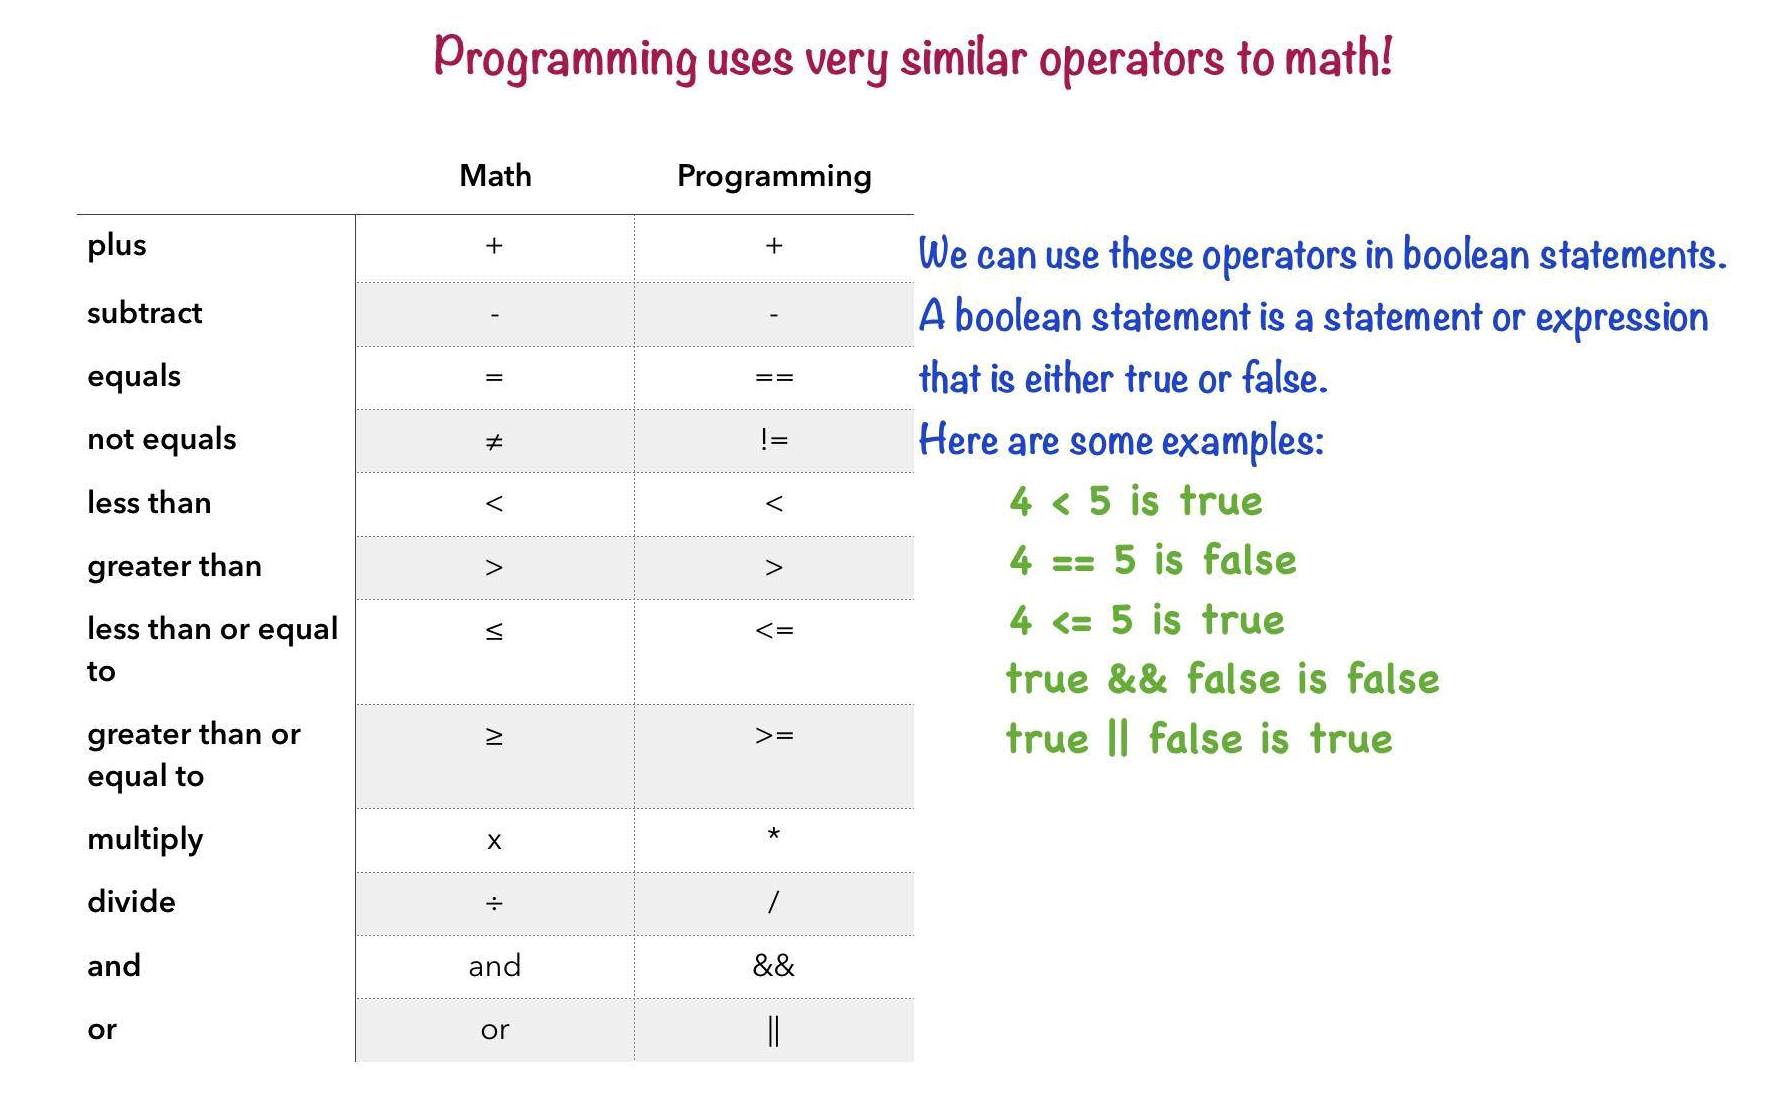 Programming uses very similar operators to math!
Math Programming
plus + +
subtract - -
equals = ==
not equals ≠ !=
less than < <
greater than > >
less than or equal ≤ <=
to
greater than or ≥ >=
equal to
multiply x *
divide ÷ /
and and &&
or or ||
We can use these operators in boolean statements.
A boolean statement is a statement or expression
that is either true or false.
Here are some examples:
4 < 5 is true
4 == 5 is false
4 <= 5 is true
true && false is false
true || false is true